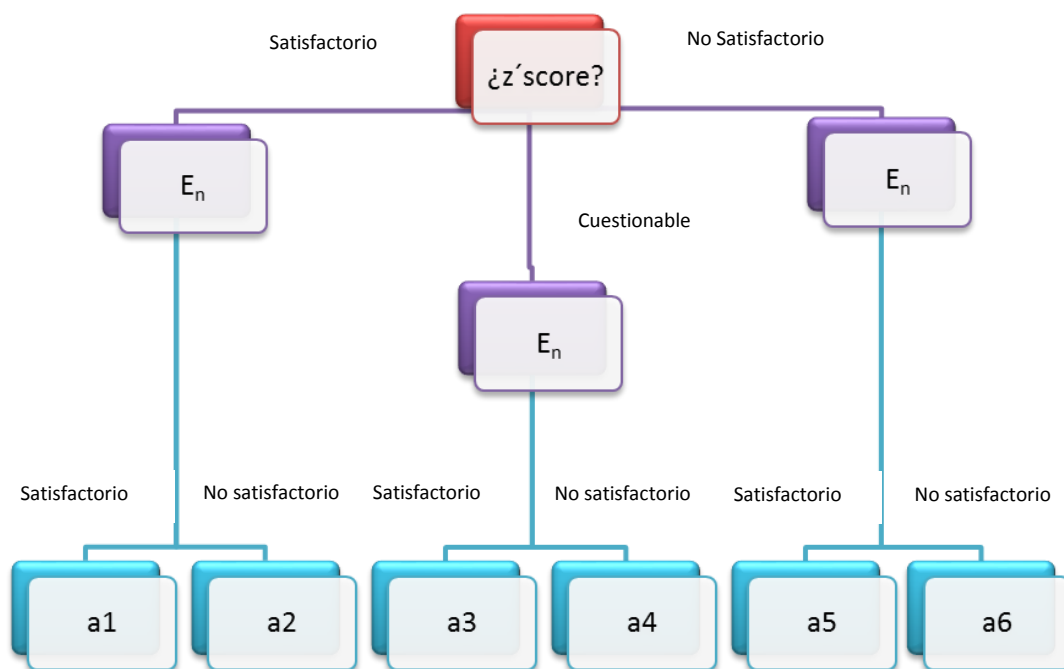 Satisfactorio
No Satisfactorio
¿z´score?
Eₙ
Eₙ
Cuestionable
Eₙ
Satisfactorio
No satisfactorio
Satisfactorio
No satisfactorio
Satisfactorio
No satisfactorio
a1
a2
a3
a4
a5
a6